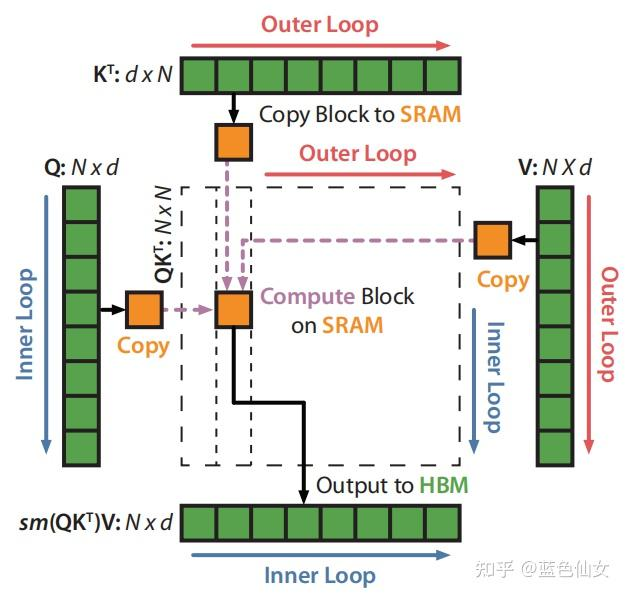 Outer Loop
Kᵀ: d x N
Copy Block to SRAM
Q: N x d
Outer Loop
V: N X d
QKᵀ: N x N
Inner Loop
Copy
Compute Block
on SRAM
Copy
Inner Loop
Outer Loop
Output to HBM
sm(QKᵀ)V: N x d
Inner Loop
知乎 @蓝色仙女